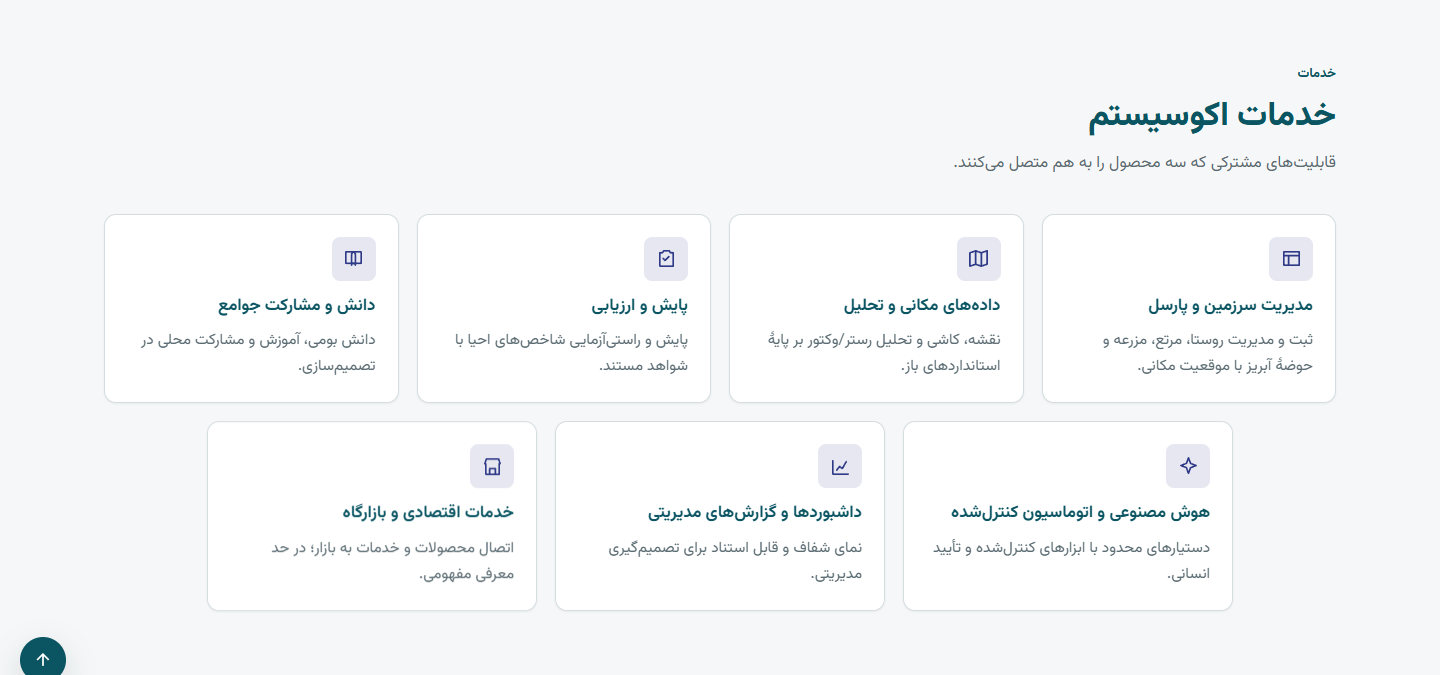 خدمات
خدمات اکوسیستم
قابلیت‌های مشترکی که سه محصول را به هم متصل می‌کنند.
مدیریت سرزمین و پارسل
ثبت و مدیریت روستا، مرتع، مزرعه و
حوضهٔ آبریز با موقعیت مکانی.
داده‌های مکانی و تحلیل
نقشه، کاشی و تحلیل رستر/وکتور بر پایهٔ
استانداردهای باز.
پایش و ارزیابی
پایش و راستی‌آزمایی شاخص‌های احیا با
شواهد مستند.
دانش و مشارکت جوامع
دانش بومی، آموزش و مشارکت محلی در
تصمیم‌سازی.
هوش مصنوعی و اتوماسیون کنترل‌شده
دستیارهای محدود با ابزارهای کنترل‌شده و تأیید
انسانی.
داشبوردها و گزارش‌های مدیریتی
نمای شفاف و قابل استناد برای تصمیم‌گیری
مدیریتی.
خدمات اقتصادی و بازارگاه
اتصال محصولات و خدمات به بازار؛ در حد
معرفی مفهومی.